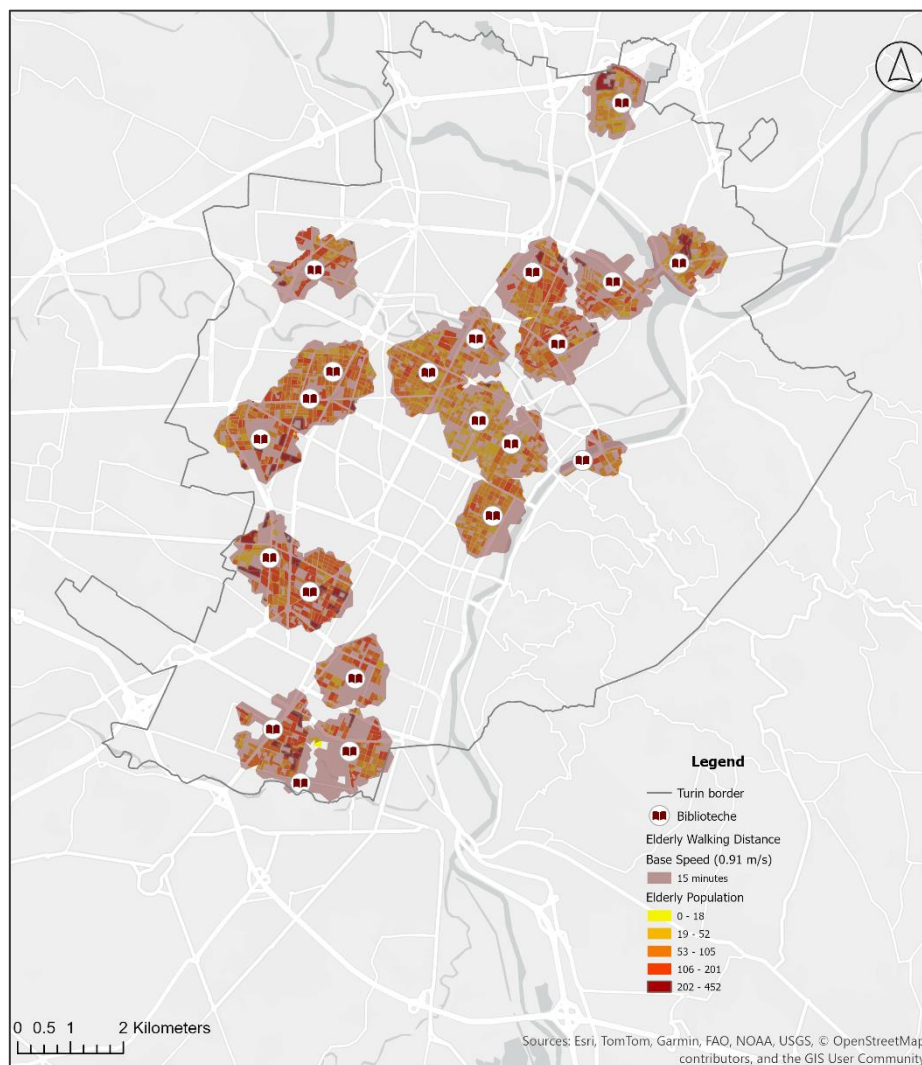 Legend
Turin border
Biblioteche
Elderly Walking Distance
Base Speed (0.91 m/s)
15 minutes
Elderly Population
0 - 18
19 - 52
53 - 105
106 - 201
202 - 452
0 0.5 1 2 Kilometers
Sources: Esri, TomTom, Garmin, FAO, NOAA, USGS, © OpenStreetMap
contributors, and the GIS User Community